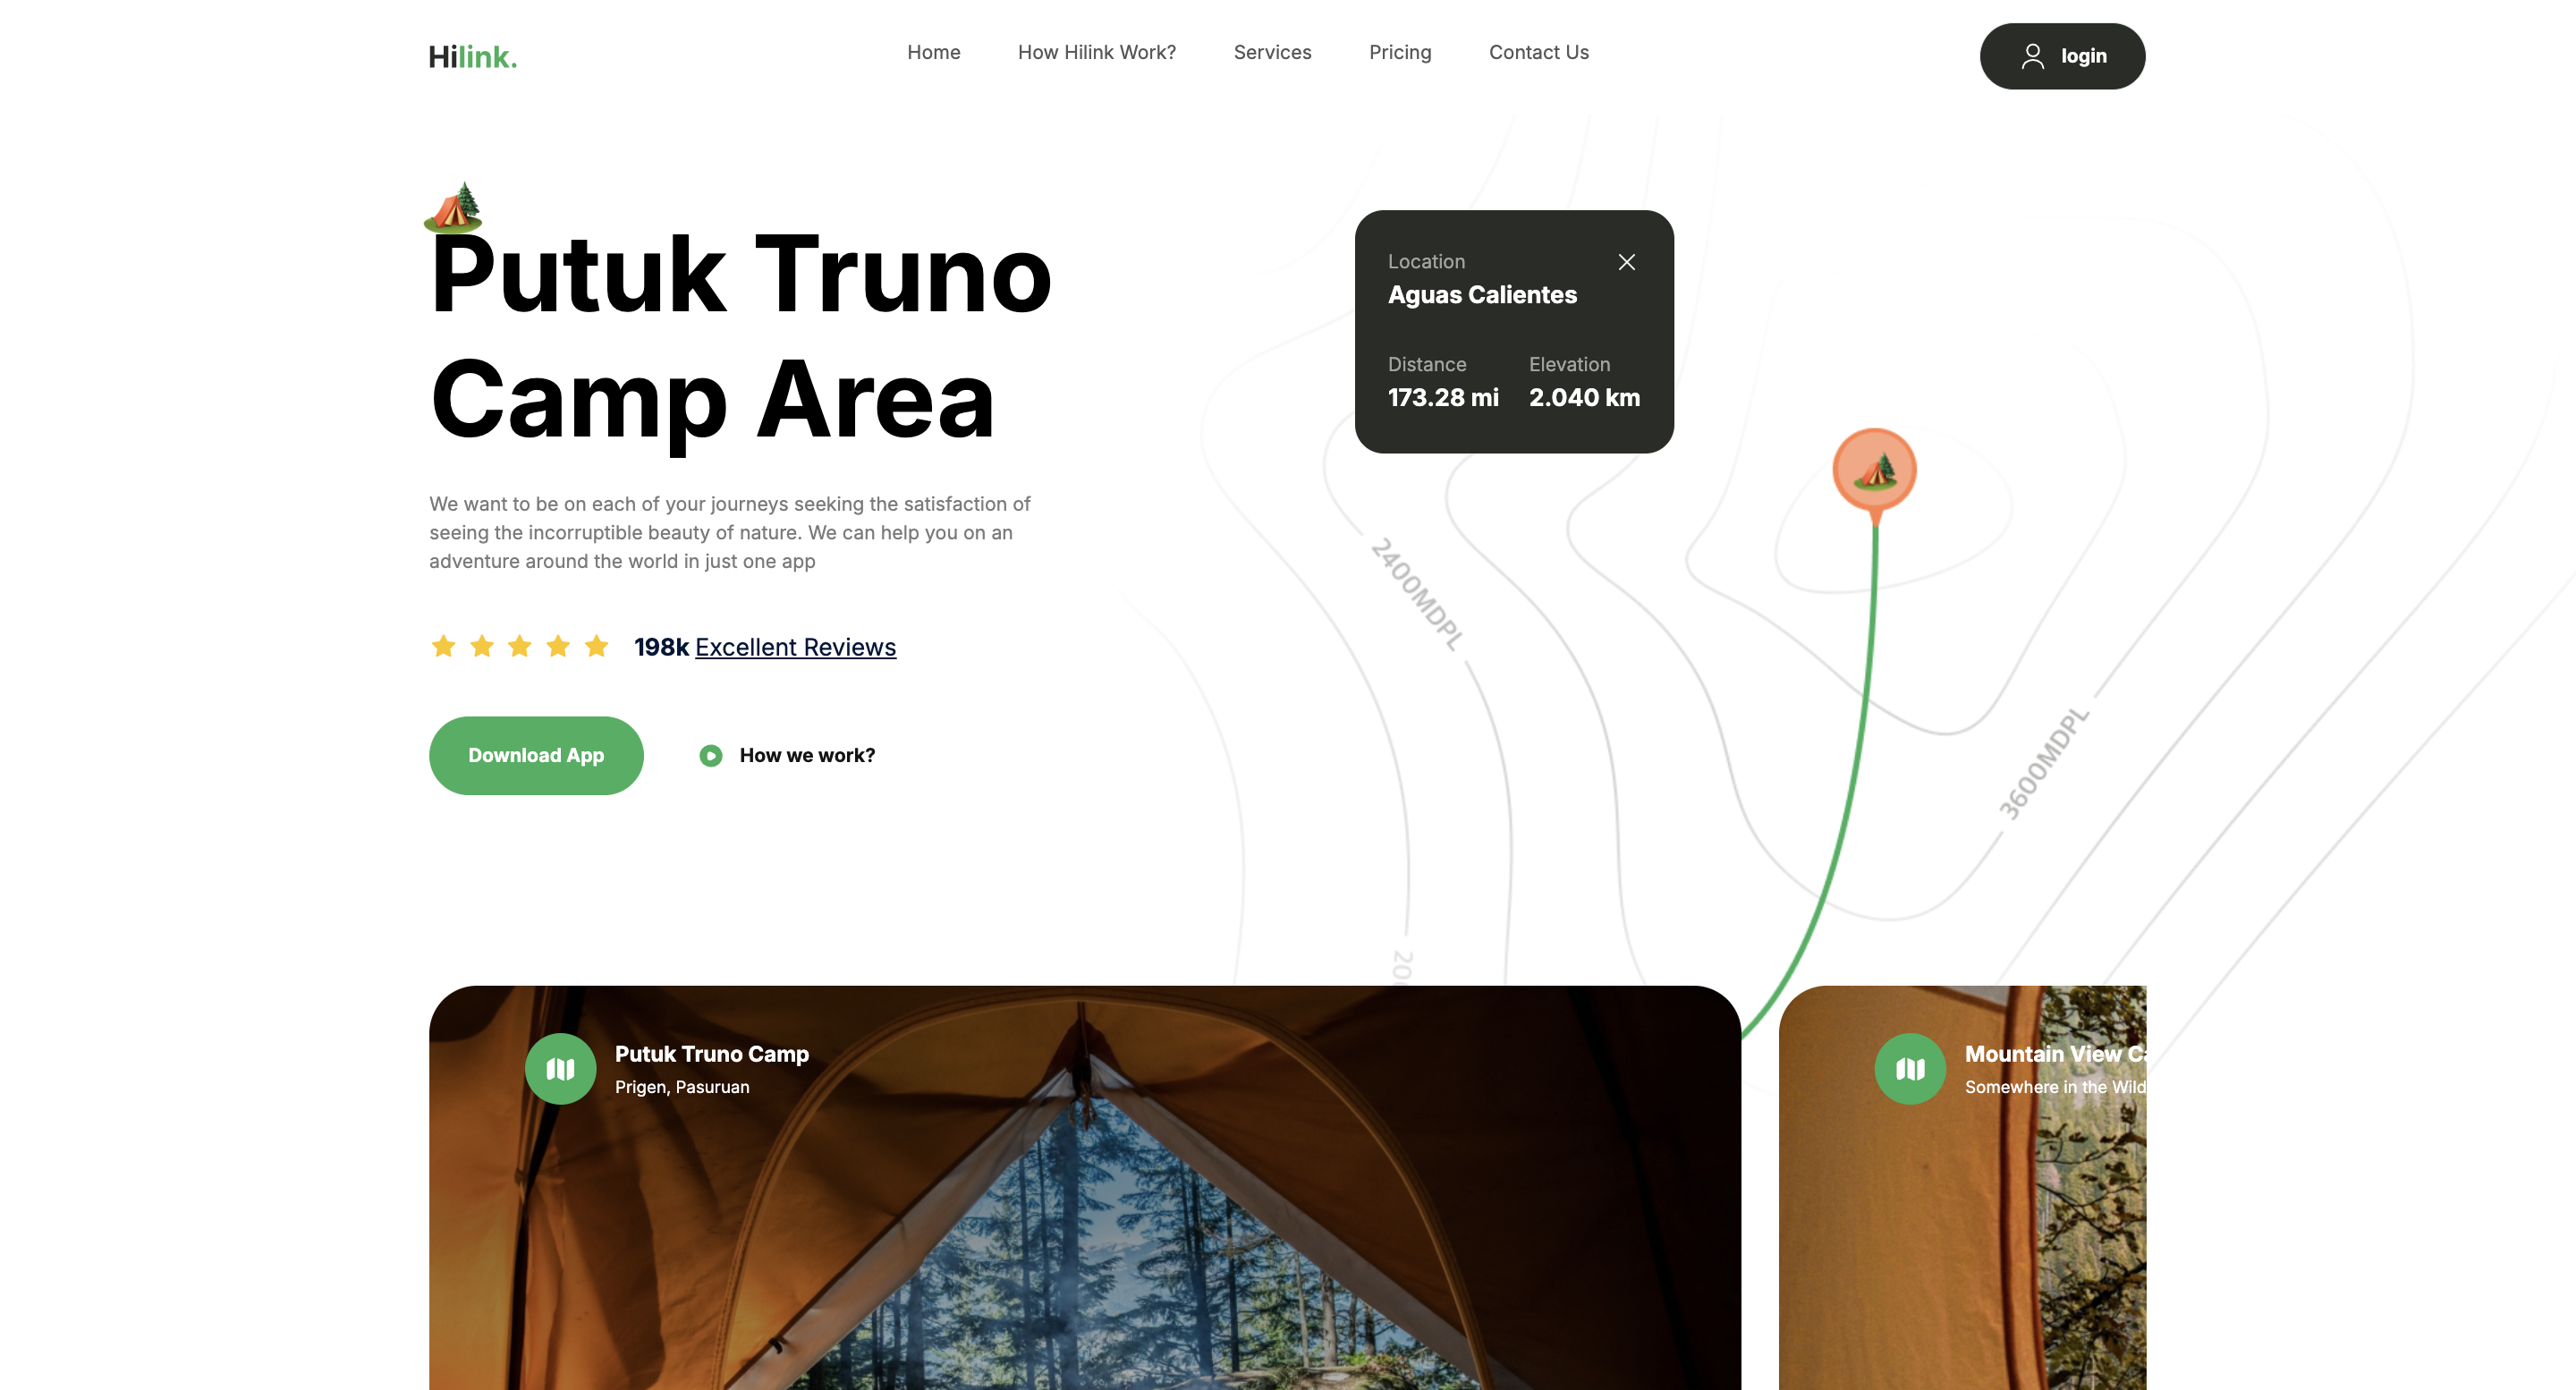 Hilink.
Home
How Hilink Work?
Services
Pricing
Contact Us
login
Putuk Truno
Camp Area
We want to be on each of your journeys seeking the satisfaction of
seeing the incorruptible beauty of nature. We can help you on an
adventure around the world in just one app
198k Excellent Reviews
Download App
How we work?
Location
Aguas Calientes
Distance
Elevation
173.28 mi
2.040 km
2400MDPL
3600MDPL
Putuk Truno Camp
Prigen, Pasuruan
Mountain View
Somewhere in the Wild